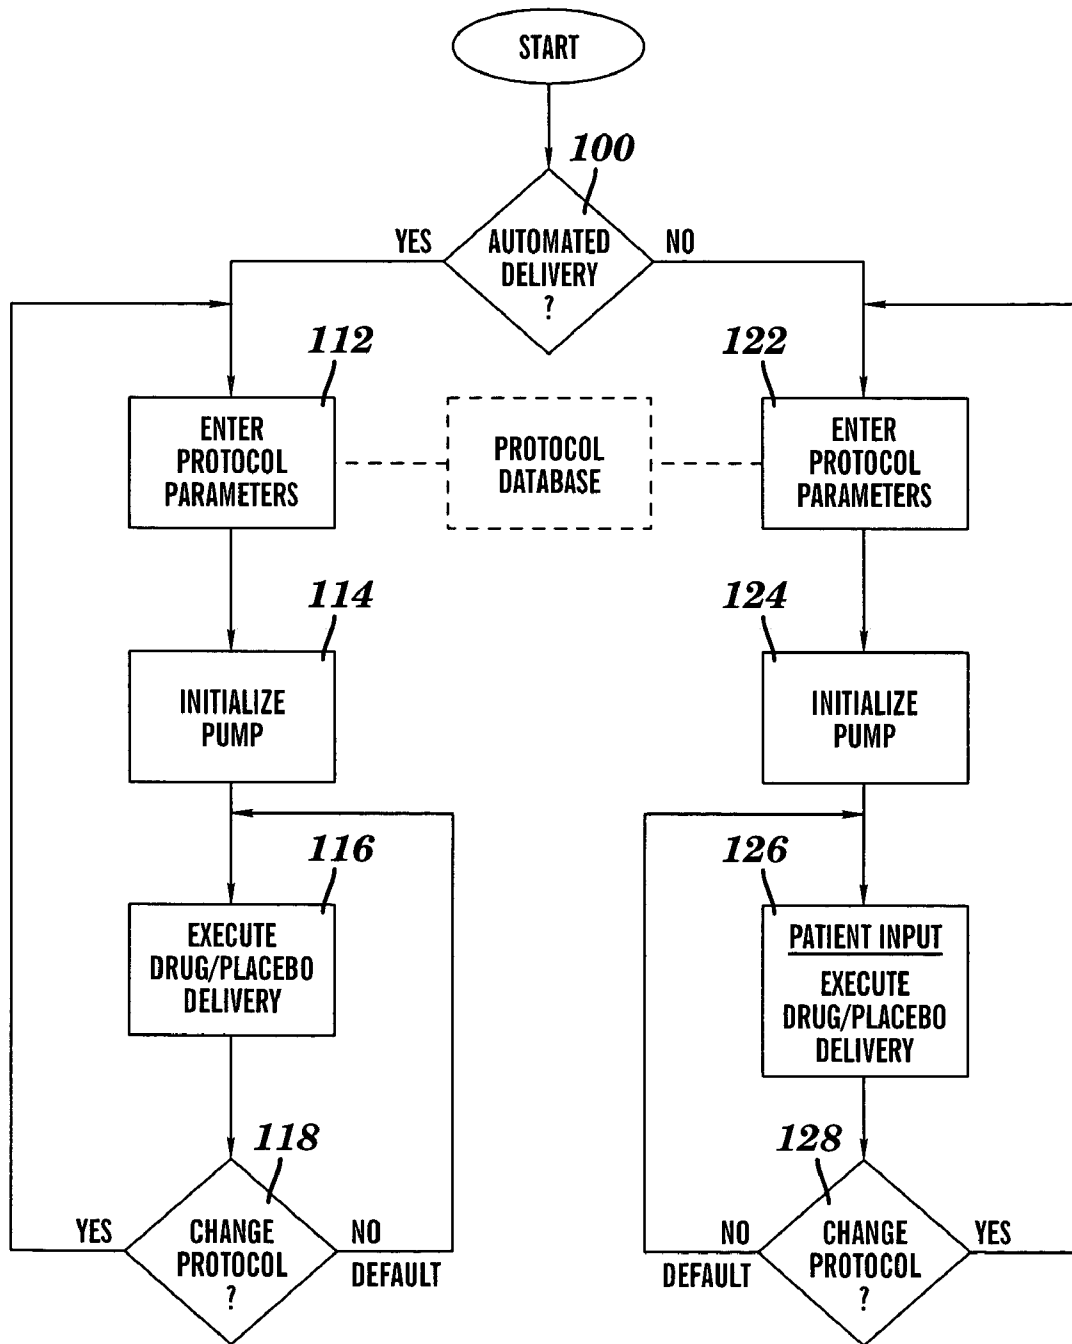 START
100
YES
AUTOMATED
DELIVERY
?
NO
112
ENTER
PROTOCOL
PARAMETERS
PROTOCOL
DATABASE
122
ENTER
PROTOCOL
PARAMETERS
114
INITIALIZE
PUMP
124
INITIALIZE
PUMP
116
EXECUTE
DRUG/PLACEBO
DELIVERY
126
PATIENT INPUT
EXECUTE
DRUG/PLACEBO
DELIVERY
118
YES
CHANGE
PROTOCOL
?
NO
DEFAULT
128
NO
DEFAULT
CHANGE
PROTOCOL
?
YES